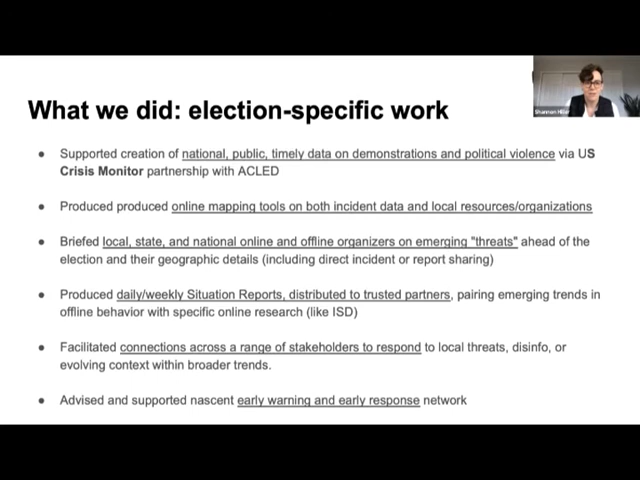 What we did: election-specific work
Shannon Hiller
● Supported creation of national, public, timely data on demonstrations and political violence via US
Crisis Monitor partnership with ACLED
● Produced produced online mapping tools on both incident data and local resources/organizations
● Briefed local, state, and national online and offline organizers on emerging "threats" ahead of the
election and their geographic details (including direct incident or report sharing)
● Produced daily/weekly Situation Reports, distributed to trusted partners, pairing emerging trends in
offline behavior with specific online research (like ISD)
● Facilitated connections across a range of stakeholders to respond to local threats, disinfo, or
evolving context within broader trends.
● Advised and supported nascent early warning and early response network